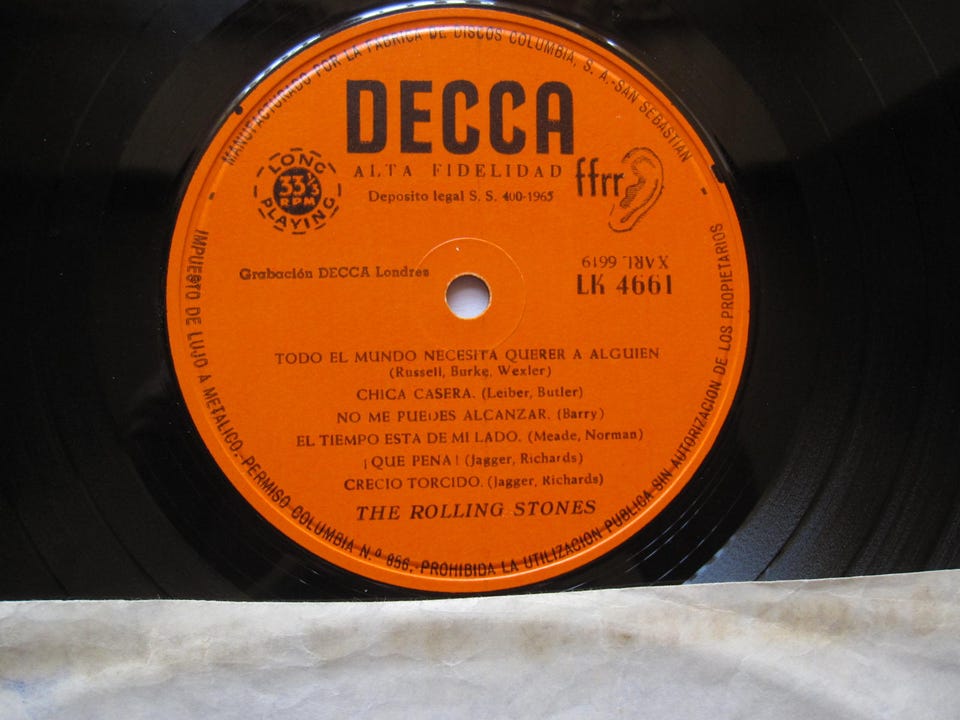 MANUFACTURADO POR LA FABRICA DE DISCOS COLUMBIA, S. A.-SAN SEBASTIAN
DECCA
ALTA FIDELIDAD
ffrr
Deposito legal S. S. 400-1965
LONG
33 1/3
RPM
PLAYING
Grabación DECCA Londres
XARL 6619
LK 4661
TODO EL MUNDO NECESITA QUERER A ALGUIEN
(Russell, Burke, Wexler)
CHICA CASERA. (Leiber, Butler)
NO ME PUEDES ALCANZAR. (Barry)
EL TIEMPO ESTA DE MI LADO. (Meade, Norman)
¡QUE PENA! (Jagger, Richards)
CRECIO TORCIDO. (Jagger, Richards)
THE ROLLING STONES
IMPUESTO DE LUJO A METALICO.-PERMISO COLUMBIA N.º 856.-PROHIBIDA LA UTILIZACION PUBLICA SIN AUTORIZACION DE LOS PROPIETARIOS